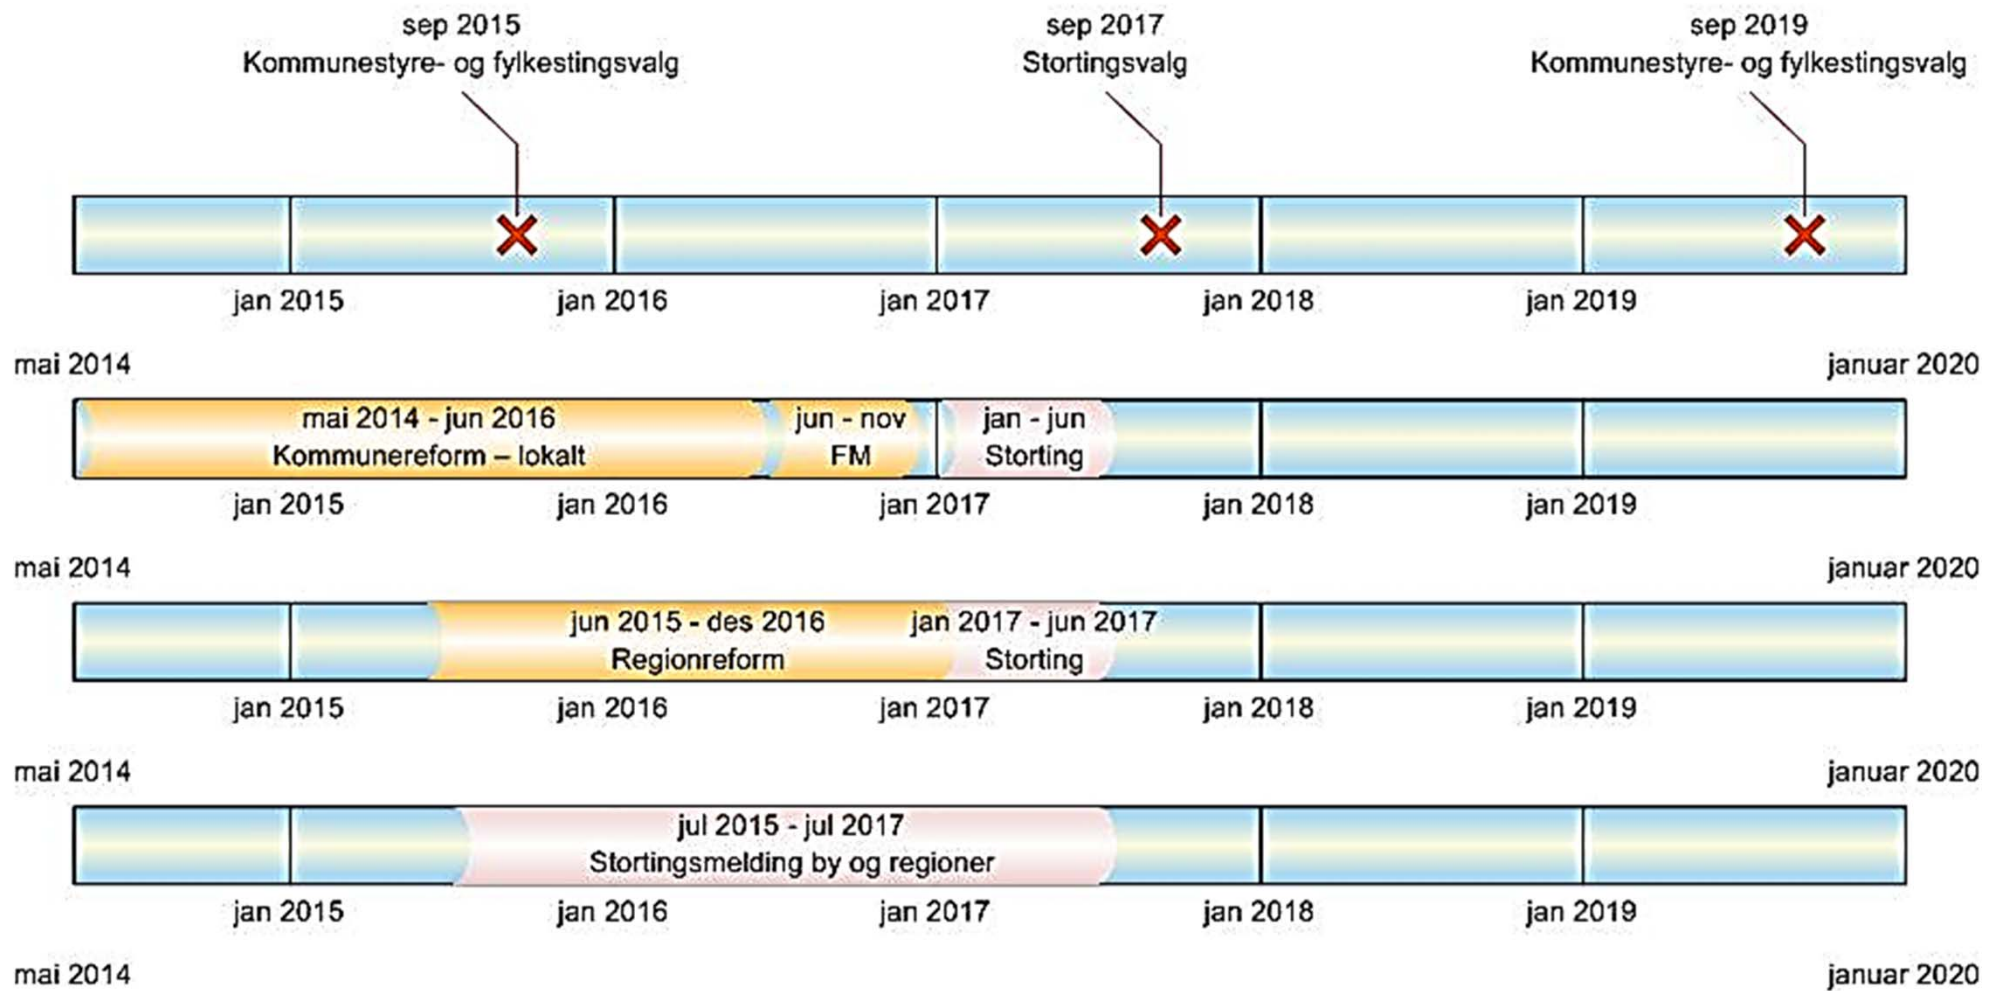 sep 2015
Kommunestyre- og fylkestingsvalg
sep 2017
Stortingsvalg
sep 2019
Kommunestyre- og fylkestingsvalg
jan 2015 jan 2016 jan 2017 jan 2018 jan 2019
mai 2014 januar 2020
mai 2014 - jun 2016
Kommunereform – lokalt
jun - nov
FM
jan - jun
Storting
jan 2015 jan 2016 jan 2017 jan 2018 jan 2019
mai 2014 januar 2020
jun 2015 - des 2016
Regionreform
jan 2017 - jun 2017
Storting
jan 2015 jan 2016 jan 2017 jan 2018 jan 2019
mai 2014 januar 2020
jul 2015 - jul 2017
Stortingsmelding by og regioner
jan 2015 jan 2016 jan 2017 jan 2018 jan 2019
mai 2014 januar 2020